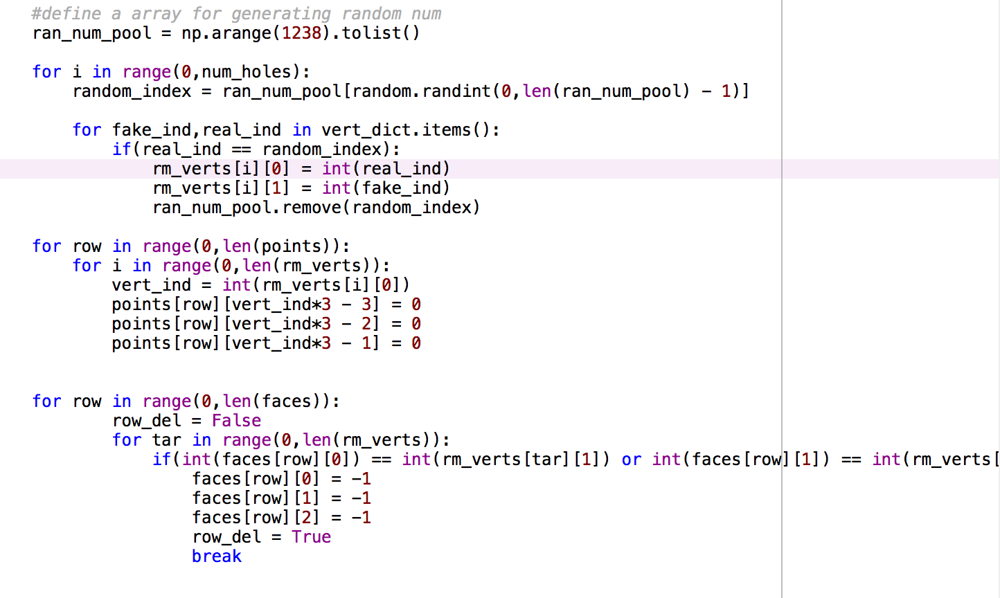 #define a array for generating random num
ran_num_pool = np.arange(1238).tolist()
for i in range(0,num_holes):
random_index = ran_num_pool[random.randint(0,len(ran_num_pool) - 1)]
for fake_ind,real_ind in vert_dict.items():
if(real_ind == random_index):
rm_verts[i][0] = int(real_ind)
rm_verts[i][1] = int(fake_ind)
ran_num_pool.remove(random_index)
for row in range(0,len(points)):
for i in range(0,len(rm_verts)):
vert_ind = int(rm_verts[i][0])
points[row][vert_ind*3 - 3] = 0
points[row][vert_ind*3 - 2] = 0
points[row][vert_ind*3 - 1] = 0
for row in range(0,len(faces)):
row_del = False
for tar in range(0,len(rm_verts)):
if(int(faces[row][0]) == int(rm_verts[tar][1]) or int(faces[row][1]) == int(rm_verts[
faces[row][0] = -1
faces[row][1] = -1
faces[row][2] = -1
row_del = True
break